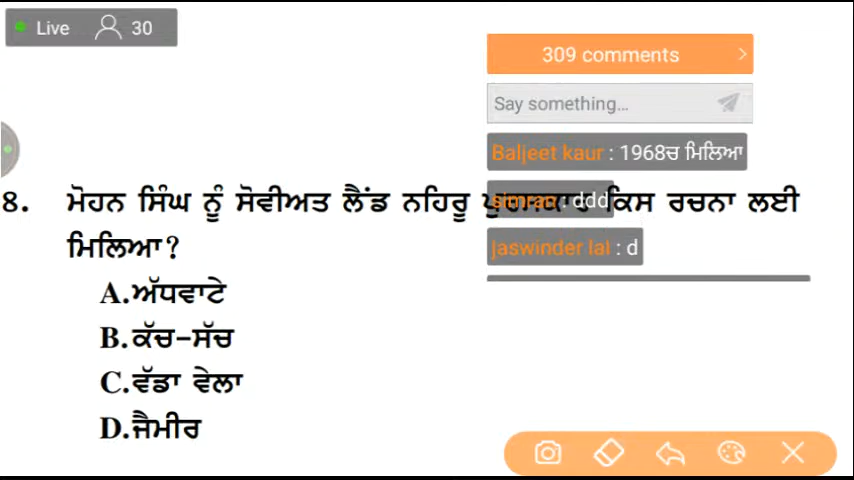 Live 30
309 comments
Say something...
Baljeet kaur : 1968ਚ ਮਿਲਿਆ
8. ਮੋਹਨ ਸਿੰਘ ਨੂੰ ਸੋਵੀਅਤ ਲੈਂਡ ਨਹਿਰੂ ਕਿਸ ਰਚਨਾ ਲਈ
simran : ddd
ਮਿਲਿਆ?
jaswinder lal : d
A.ਅੱਧਵਾਟੇ
B.ਕੱਚ-ਸੱਚ
C.ਵੱਡਾ ਵੇਲਾ
D.ਜੈਮੀਰ